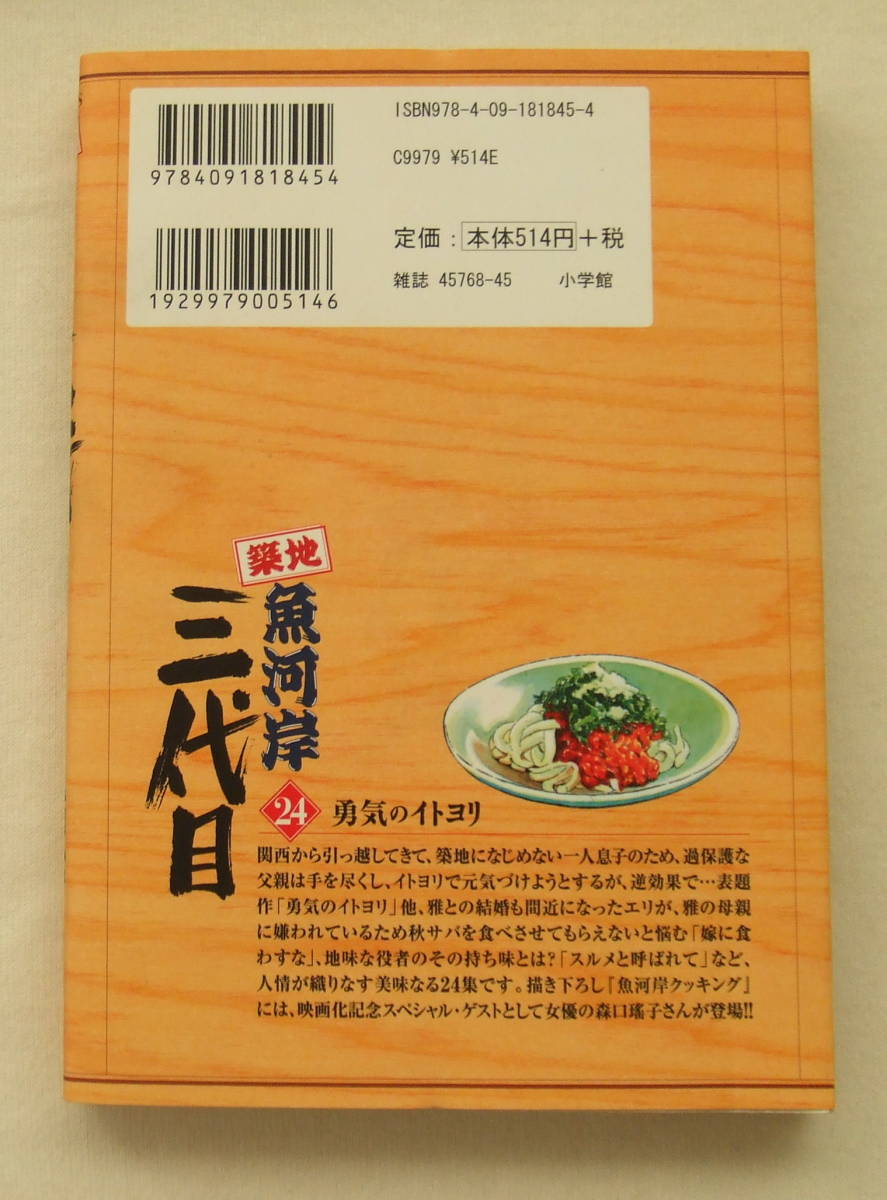 ISBN978-4-09-181845-4
9784091818454
C9979 ¥514E
定価：本体514円＋税
1929979005146
雑誌 45768-45 小学館
築地
魚河岸
三代目
24 勇気のイトヨリ
関西から引っ越してきて、築地になじめない一人息子のため、過保護な
父親は手を尽くし、イトヨリで元気づけようとするが、逆効果で…表題
作「勇気のイトヨリ」他、雅との結婚も間近になったエリが、雅の母親
に嫌われているため秋サバを食べさせてもらえないと悩む「嫁に食
わすな」、地味な役者のその持ち味とは?「スルメと呼ばれて」など、
人情が織りなす美味なる24集です。描き下ろし『魚河岸クッキング』
には、映画化記念スペシャル・ゲストとして女優の森口瑤子さんが登場!!